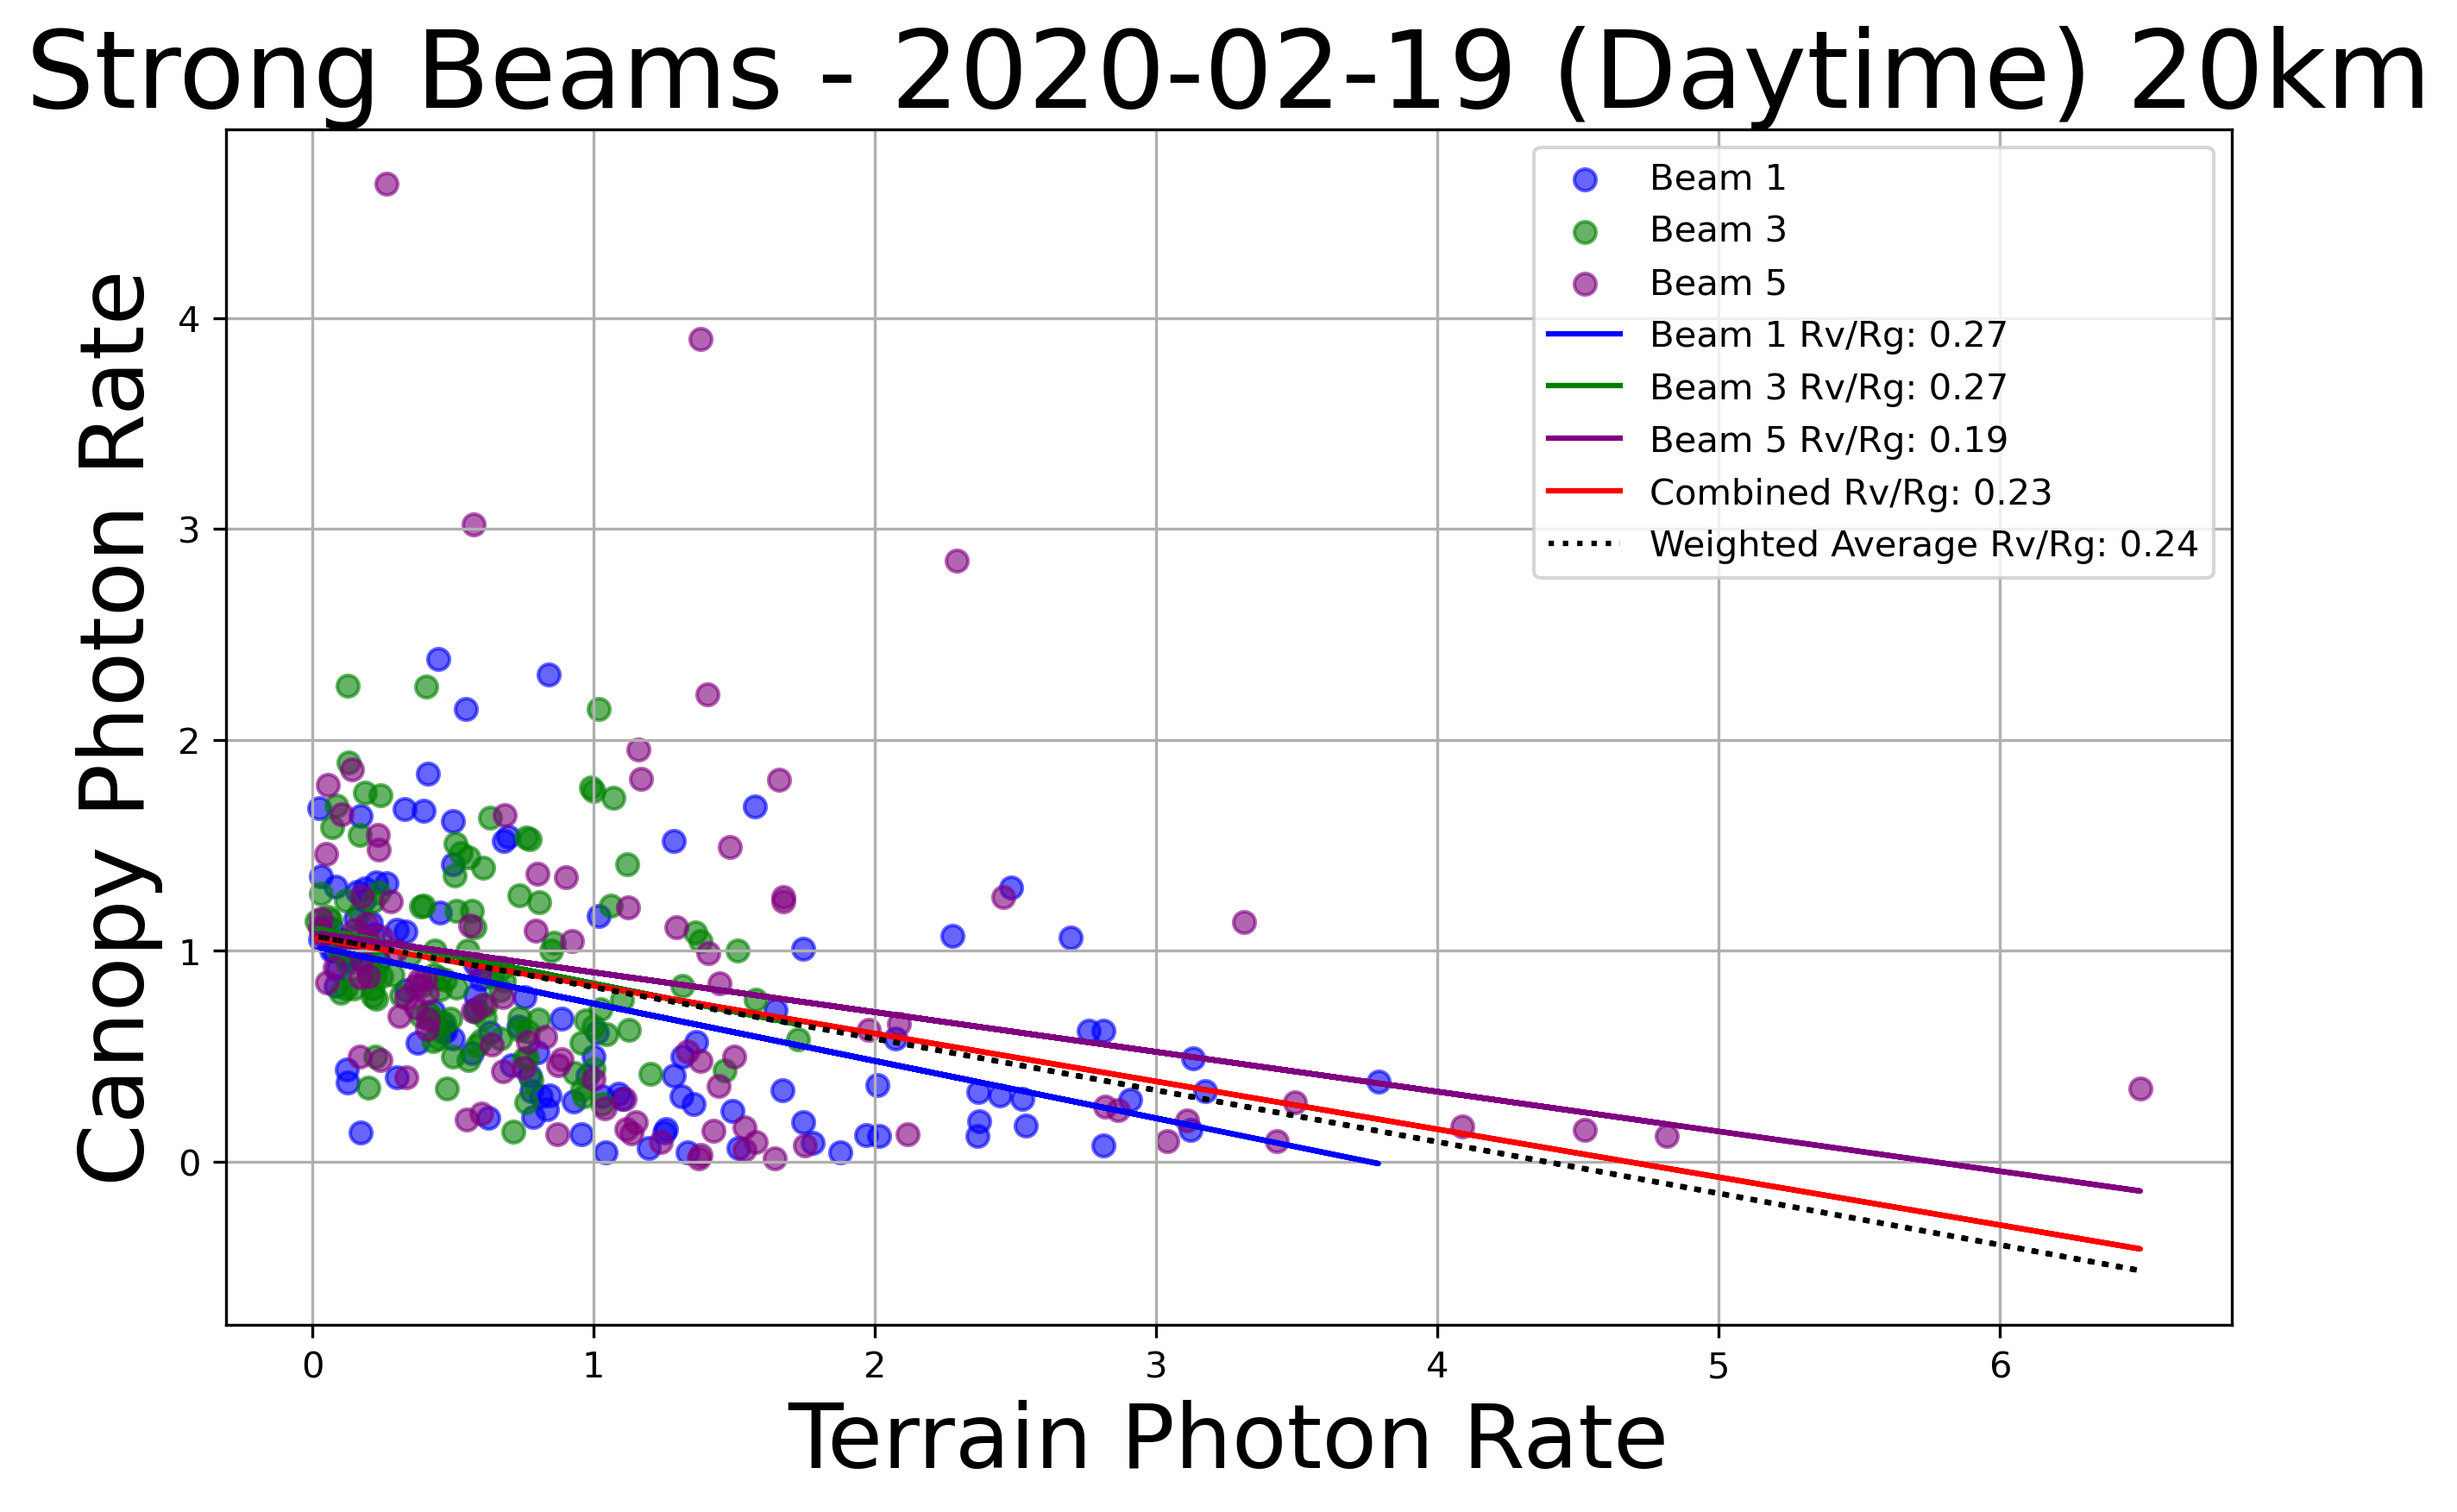 Strong Beams - 2020-02-19 (Daytime) 20km
Canopy Photon Rate
4
3
2
1
0
Beam 1
Beam 3
Beam 5
Beam 1 Rv/Rg: 0.27
Beam 3 Rv/Rg: 0.27
Beam 5 Rv/Rg: 0.19
Combined Rv/Rg: 0.23
Weighted Average Rv/Rg: 0.24
0 1 2 3 4 5 6
Terrain Photon Rate